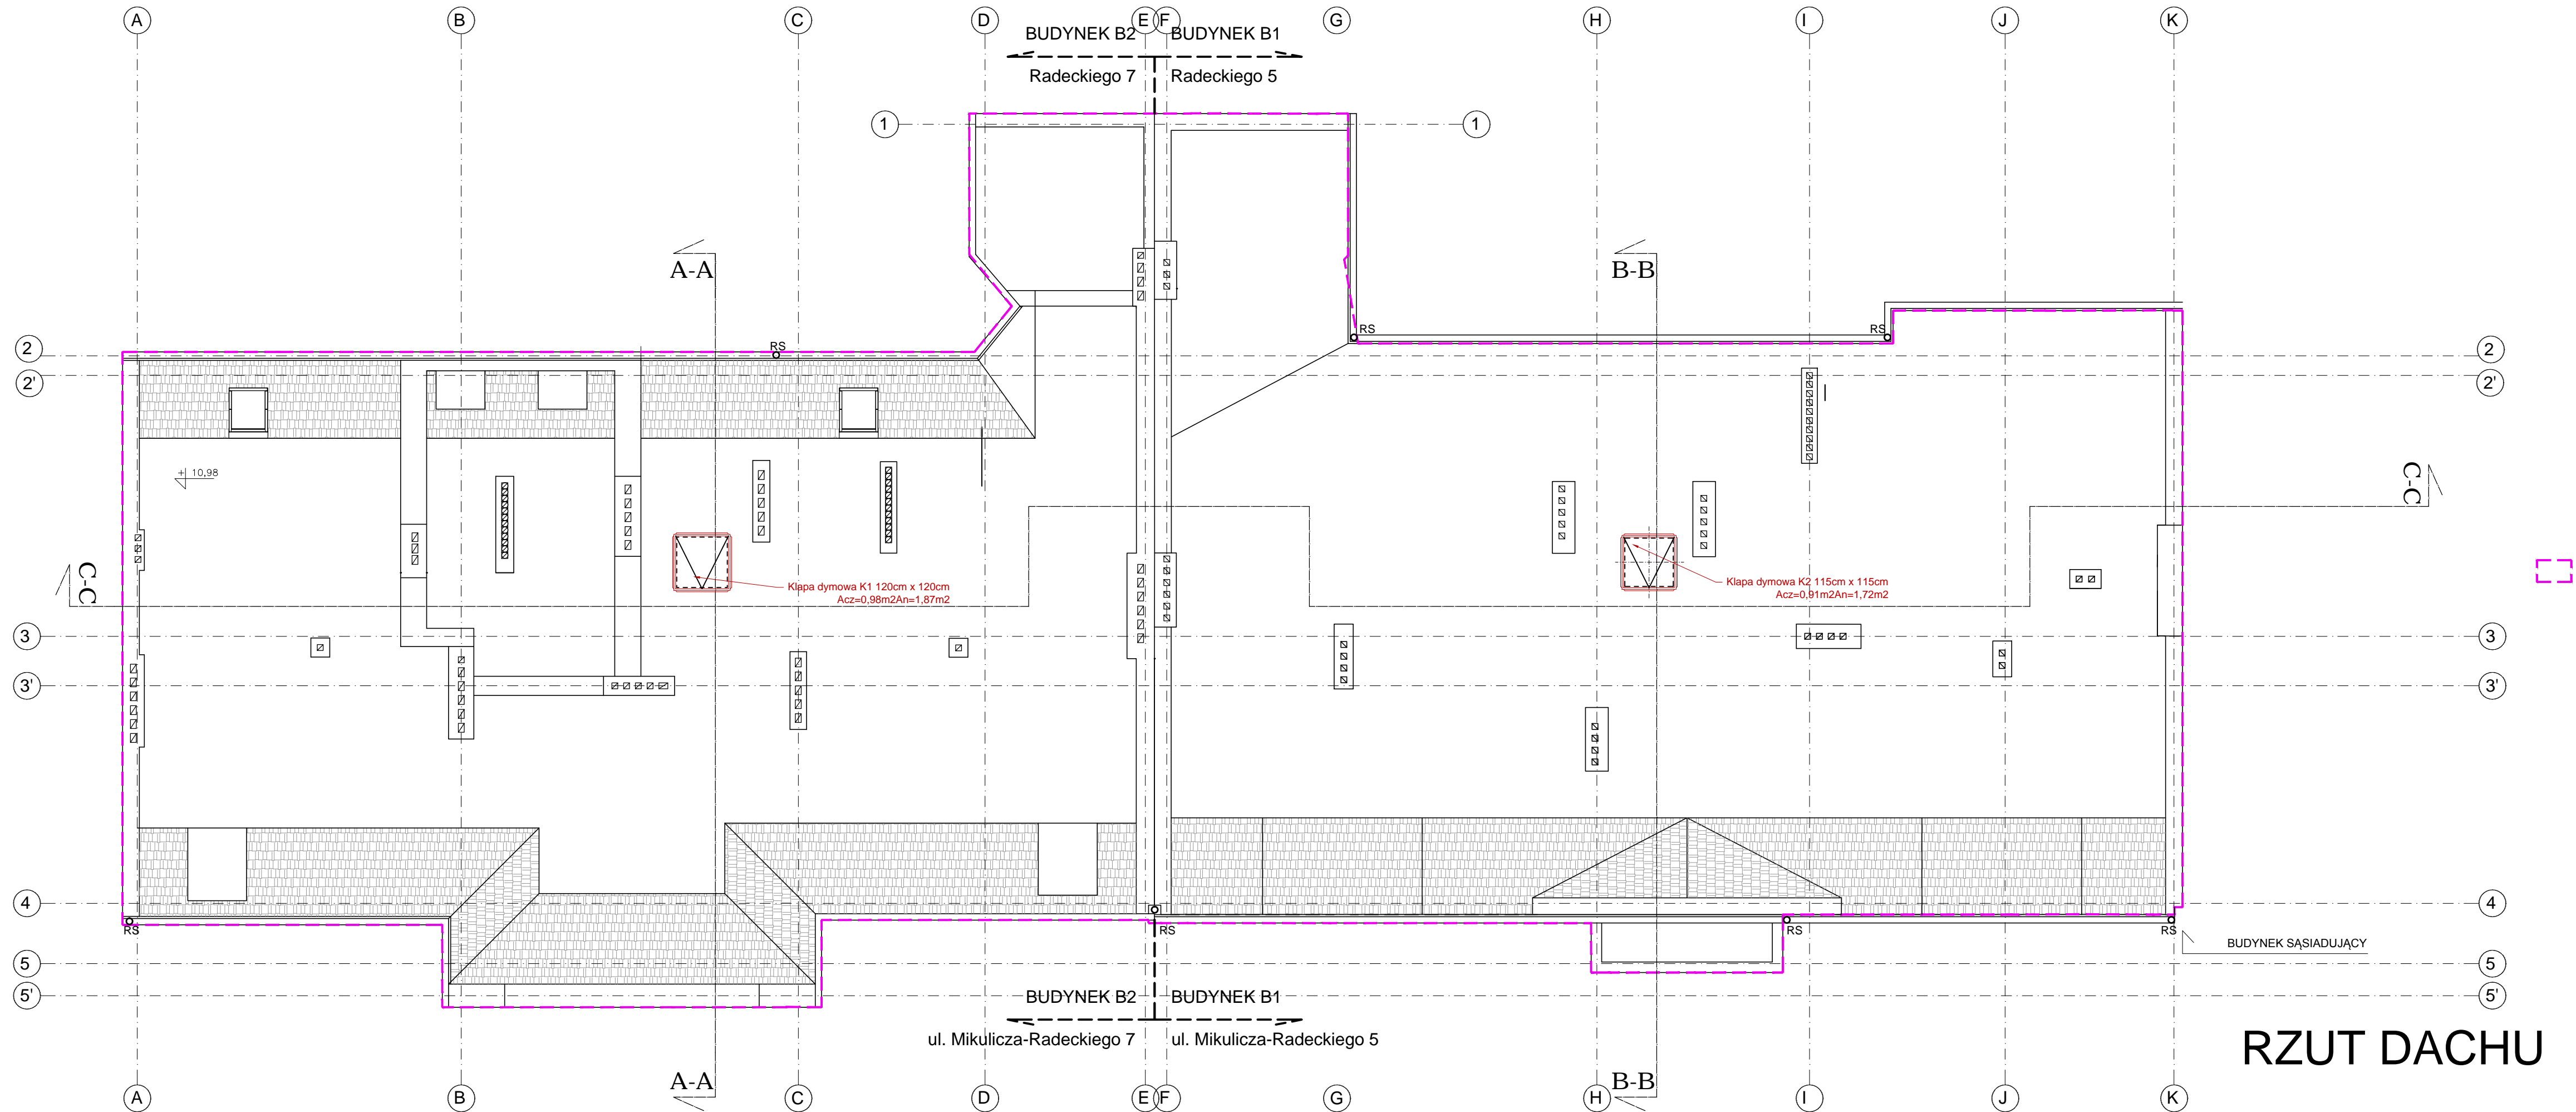 A B C D E F G H I J K
BUDYNEK B2 BUDYNEK B1
Radeckiego 7 Radeckiego 5
1 1
A-A B-B
RS RS RS
2 2
2' 2'
10,98
C-C C-C
Klapa dymowa K1 120cm x 120cm
Acz=0,98m2An=1,87m2
Klapa dymowa K2 115cm x 115cm
Acz=0,91m2An=1,72m2
3 3
3' 3'
4 4
RS RS RS RS
BUDYNEK SĄSIADUJĄCY
5 5
5' 5'
BUDYNEK B2 BUDYNEK B1
ul. Mikulicza-Radeckiego 7 ul. Mikulicza-Radeckiego 5
RZUT DACHU
A-A B-B
A B C D E F G H I J K